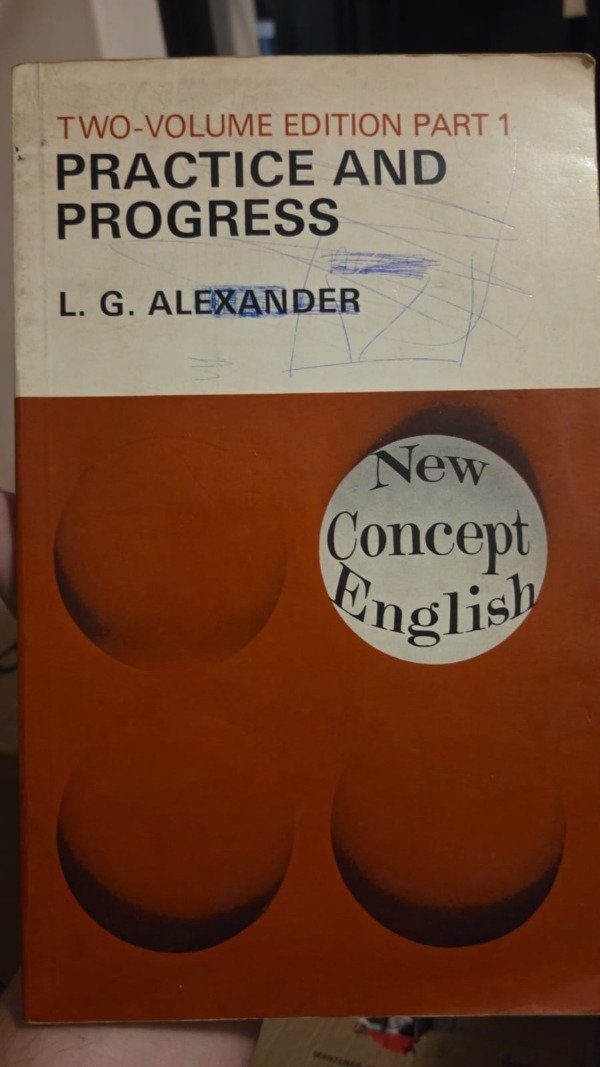 TWO-VOLUME EDITION PART 1
PRACTICE AND
PROGRESS
L. G. ALEXANDER
New
Concept
English